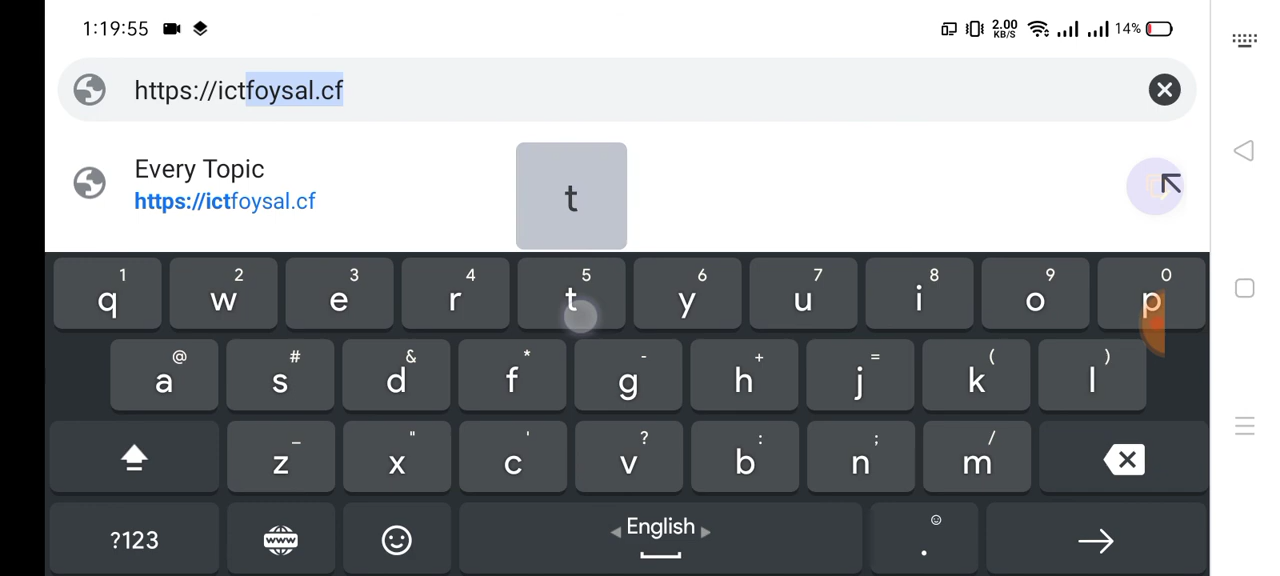 1:19:55 2.00 KB/S 14%
https://ictfoysal.cf
Every Topic
https://ictfoysal.cf
t
1 2 3 4 5 6 7 8 9 0
q w e r t y u i o p
@ # & * - + = ( )
a s d f g h j k l
_ " ' ? : ; /
z x c v b n m
?123 www English .